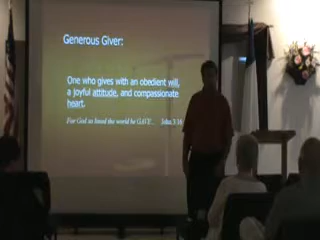 Generous Giver:
One who gives with an obedient will,
a joyful attitude, and compassionate
heart.
For God so loved the world he GAVE... John 3:16